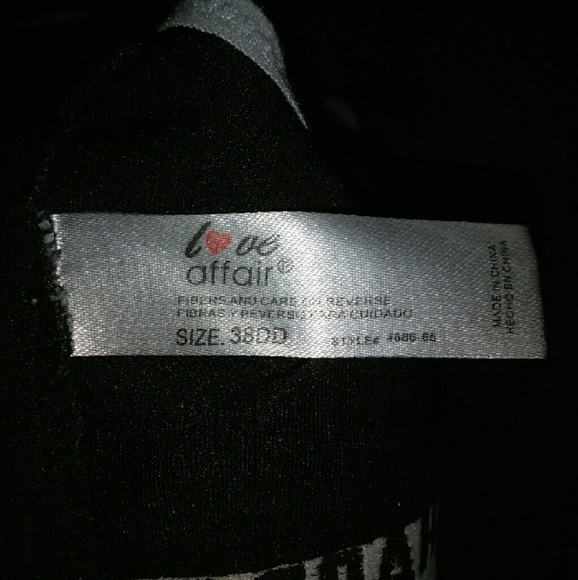 love
affair®
FIBERS AND CARE ON REVERSE
FIBRAS Y REVERSO PARA CUIDADO
SIZE. 38DD
STYLE#
MADE IN CHINA
HECHO EN CHINA